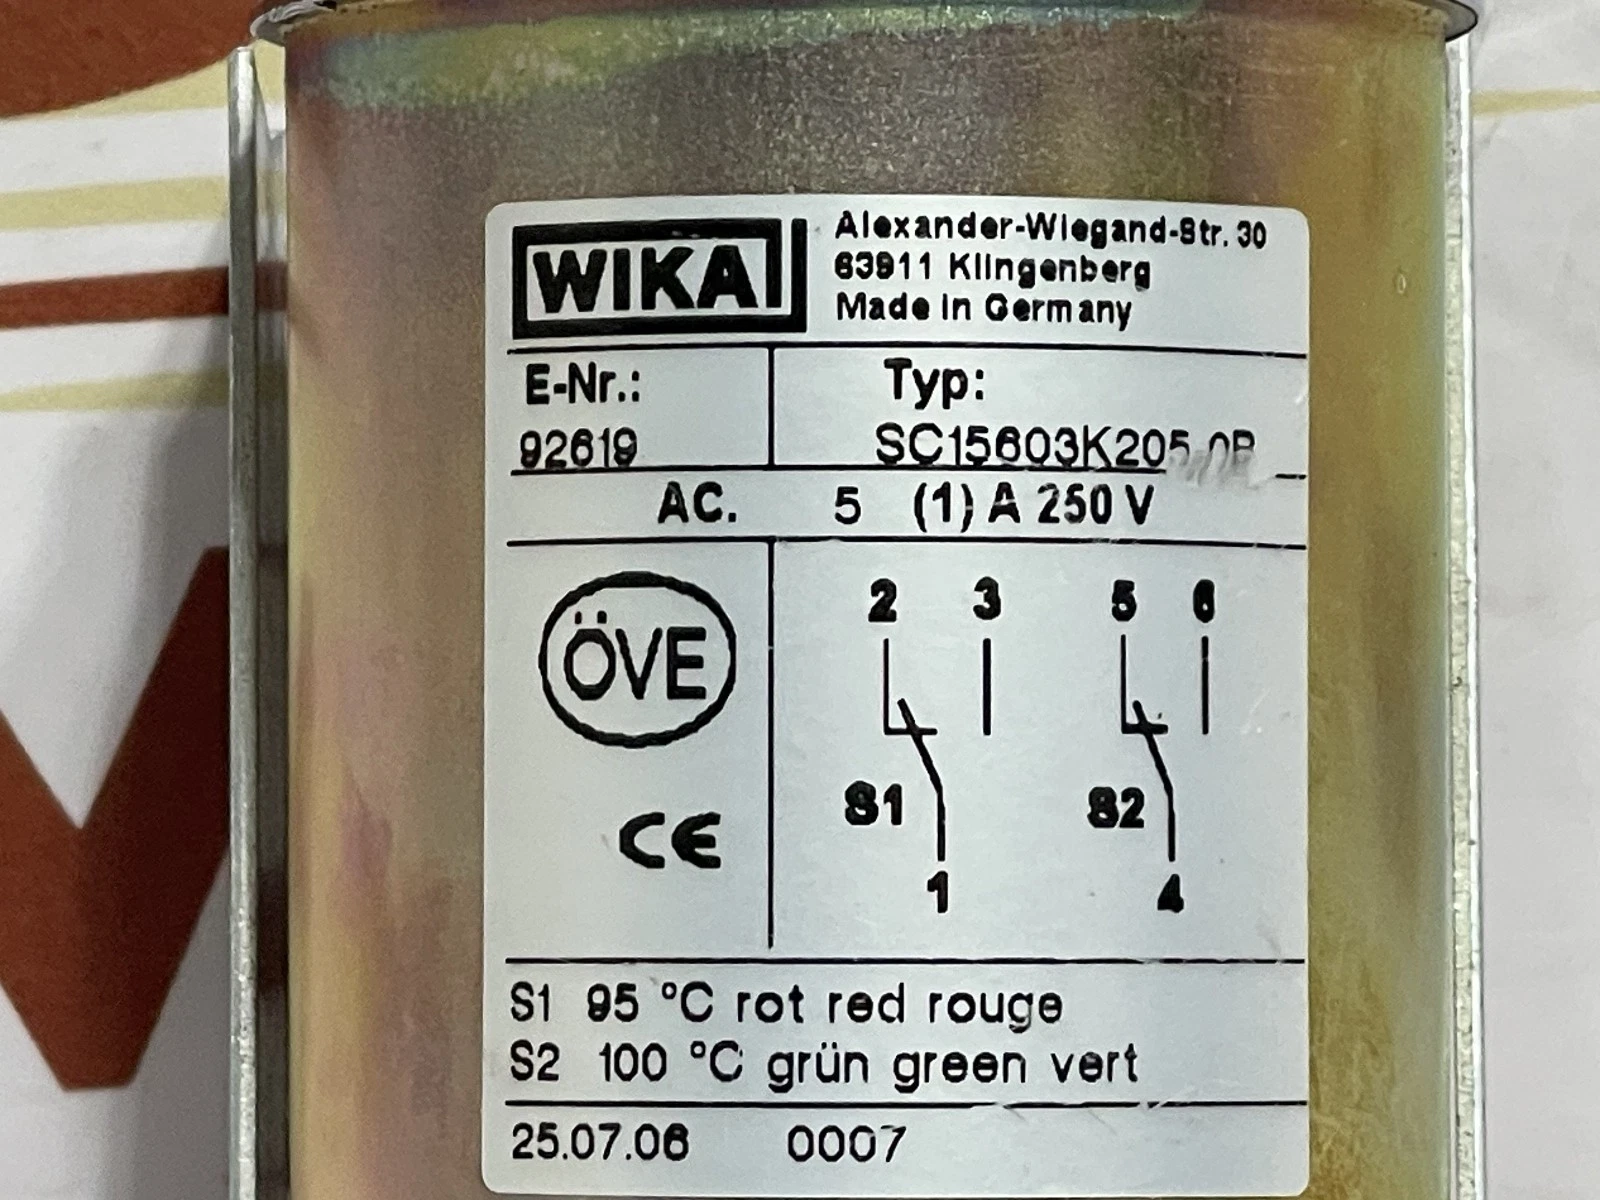 WIKA
Alexander-Wiegand-Str. 30
63911 Klingenberg
Made in Germany
E-Nr.: Typ:
92619
AC. 5 (1) A 250 V
ÖVE
CE
2 3 5 6
S1 S2
1 4
S1 95 °C rot red rouge
S2 100 °C grün green vert
25.07.06 0007